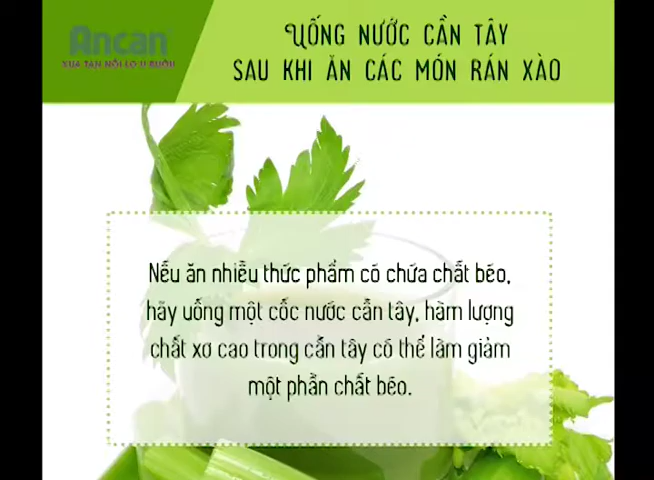 Ancan
XUA TAN NỖI LO U BƯỚU
UỐNG NƯỚC CẦN TÂY
SAU KHI ĂN CÁC MÓN RÁN XÀO
Nếu ăn nhiều thức phẩm có chứa chất béo,
hãy uống một cốc nước cần tây, hàm lượng
chất xơ cao trong cần tây có thể làm giảm
một phần chất béo.